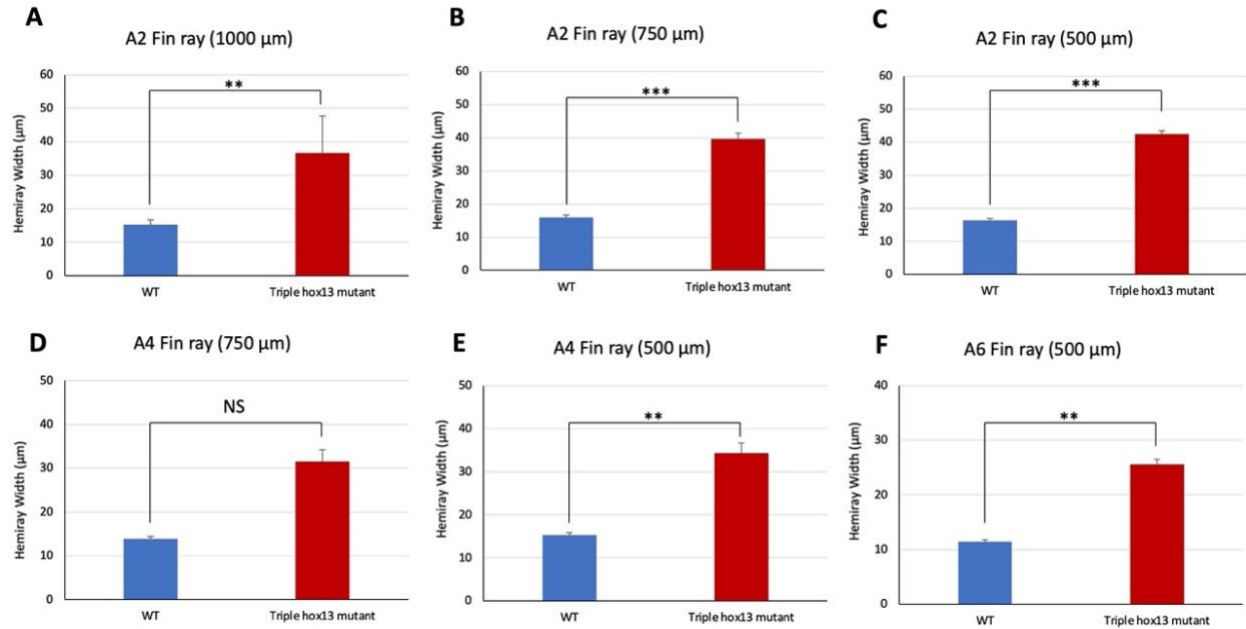 A
A2 Fin ray (1000 µm)
Hemiray Width (µm)
60
50
40
30
20
10
0
**
WT
Triple hox13 mutant
B
A2 Fin ray (750 µm)
Hemiray Width (µm)
60
50
40
30
20
10
0
***
WT
Triple hox13 mutant
C
A2 Fin ray (500 µm)
Hemiray Width (µm)
60
50
40
30
20
10
0
***
WT
Triple hox13 mutant
D
A4 Fin ray (750 µm)
Hemiray Width (µm)
50
40
30
20
10
0
NS
WT
Triple hox13 mutant
E
A4 Fin ray (500 µm)
Hemiray Width (µm)
50
40
30
20
10
0
**
WT
Triple hox13 mutant
F
A6 Fin ray (500 µm)
Hemiray Width (µm)
40
30
20
10
0
**
WT
Triple hox13 mutant